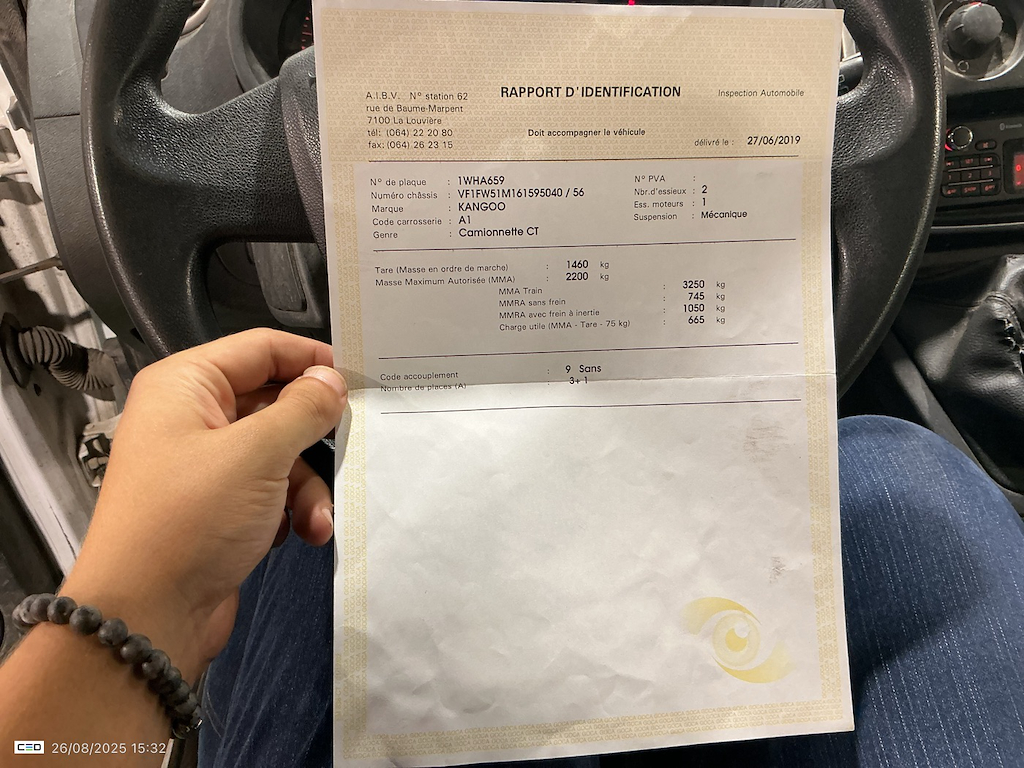 RAPPORT D'IDENTIFICATION
Inspection Automobile
A.I.B.V. N° station 62
rue de Baume-Marpent
7100 La Louvière
tél: (064) 22 20 80
fax: (064) 26 23 15
Doit accompagner le véhicule
délivré le : 27/06/2019
N° de plaque : 1WHA659
Numéro châssis : VF1FW51M161595040 / 56
Marque : KANGOO
Code carrosserie : A1
Genre : Camionnette CT
N° PVA :
Nbr.d'essieux : 2
Ess. moteurs : 1
Suspension : Mécanique
Tare (Masse en ordre de marche) : 1460 kg
Masse Maximum Autorisée (MMA) : 2200 kg
MMA Train : 3250 kg
MMRA sans frein : 745 kg
MMRA avec frein à inertie : 1050 kg
Charge utile (MMA - Tare - 75 kg) : 665 kg
Code accouplement : 9 Sans
Nombre de places (A) : 3+ 1
CEO 26/08/2025 15:32